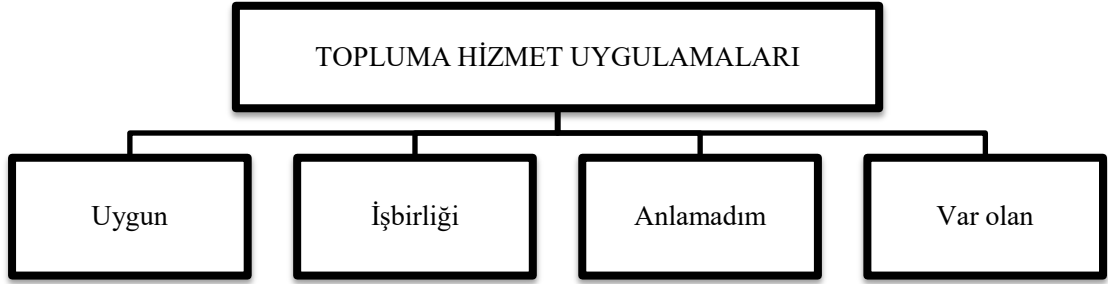 TOPLUMA HİZMET UYGULAMALARI
Uygun
İşbirliği
Anlamadım
Var olan